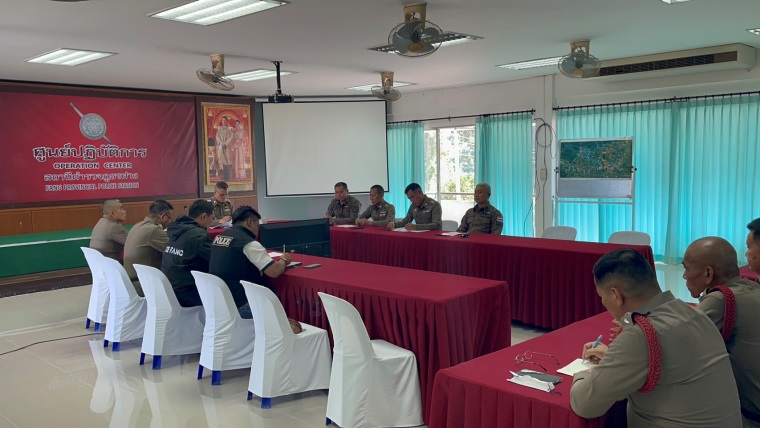 ศูนย์ปฏิบัติการ
OPERATION CENTER
สถานีตำรวจภูธรฝาง
FANG PROVINCIAL POLICE STATION
FANG
POLICE